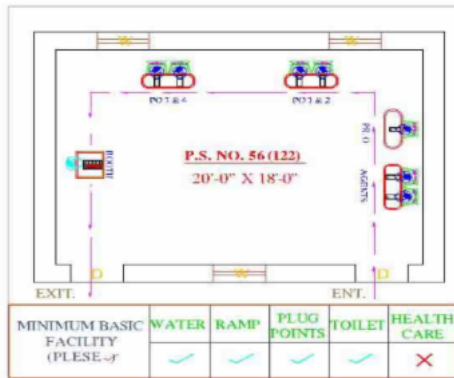 W
W
PO 3 & 4
PO 1 & 2
PR.O
P.S. NO. 56 (122)
20'-0" X 18'-0"
BOOTH
AGENTS
D
W
D
EXIT.
ENT.
MINIMUM BASIC
FACILITY
(PLESE ✓)
WATER
RAMP
PLUG
POINTS
TOILET
HEALTH
CARE